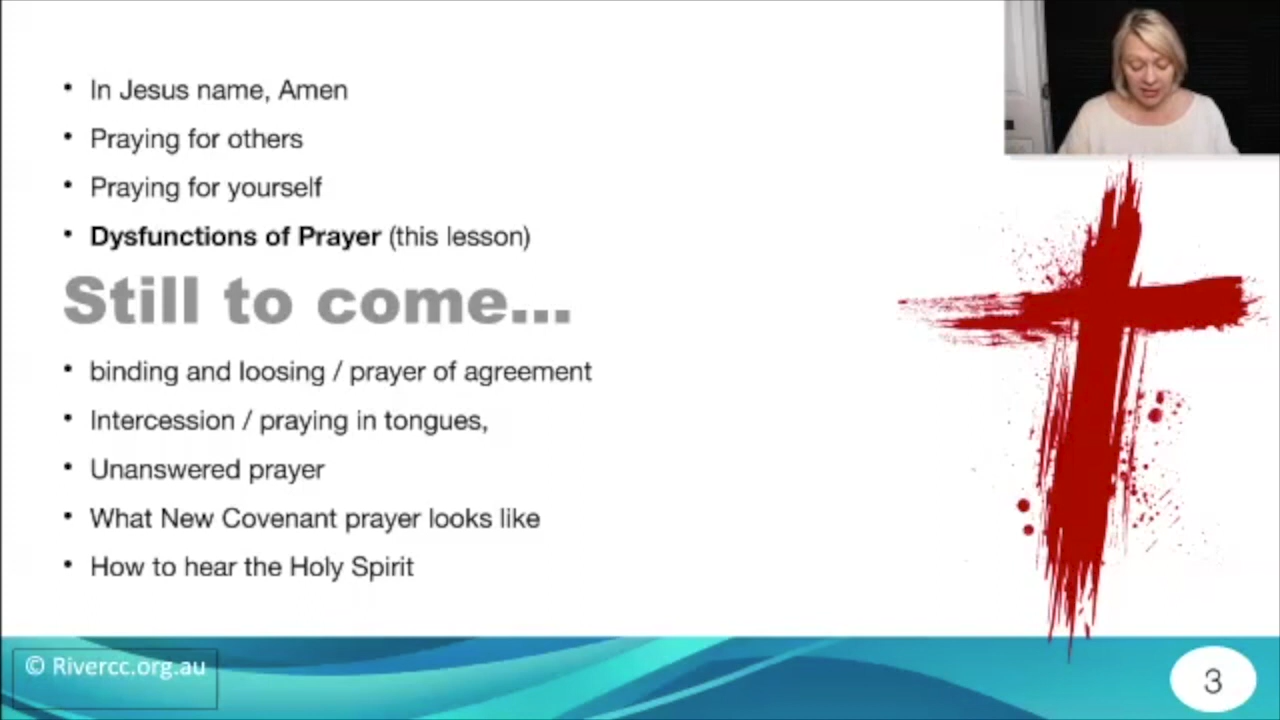 • In Jesus name, Amen
• Praying for others
• Praying for yourself
• Dysfunctions of Prayer (this lesson)
Still to come...
• binding and loosing / prayer of agreement
• Intercession / praying in tongues,
• Unanswered prayer
• What New Covenant prayer looks like
• How to hear the Holy Spirit
© Rivercc.org.au
3